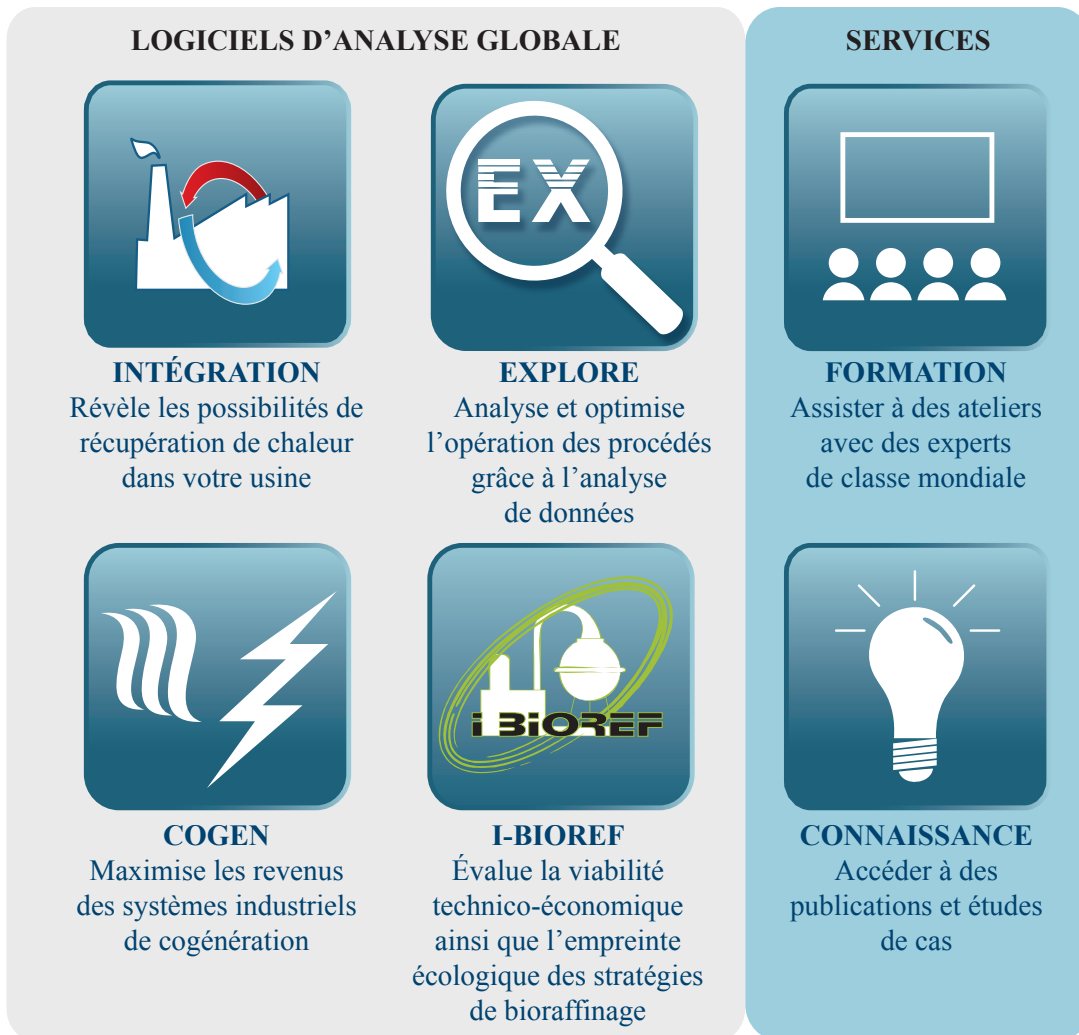 LOGICIELS D’ANALYSE GLOBALE
EX
INTÉGRATION
Révèle les possibilités de
récupération de chaleur
dans votre usine
EXPLORE
Analyse et optimise
l’opération des procédés
grâce à l’analyse
de données
COGEN
Maximise les revenus
des systèmes industriels
de cogénération
i-BiOREF
I-BIOREF
Évalue la viabilité
technico-économique
ainsi que l’empreinte
écologique des stratégies
de bioraffinage
SERVICES
FORMATION
Assister à des ateliers
avec des experts
de classe mondiale
CONNAISSANCE
Accéder à des
publications et études
de cas